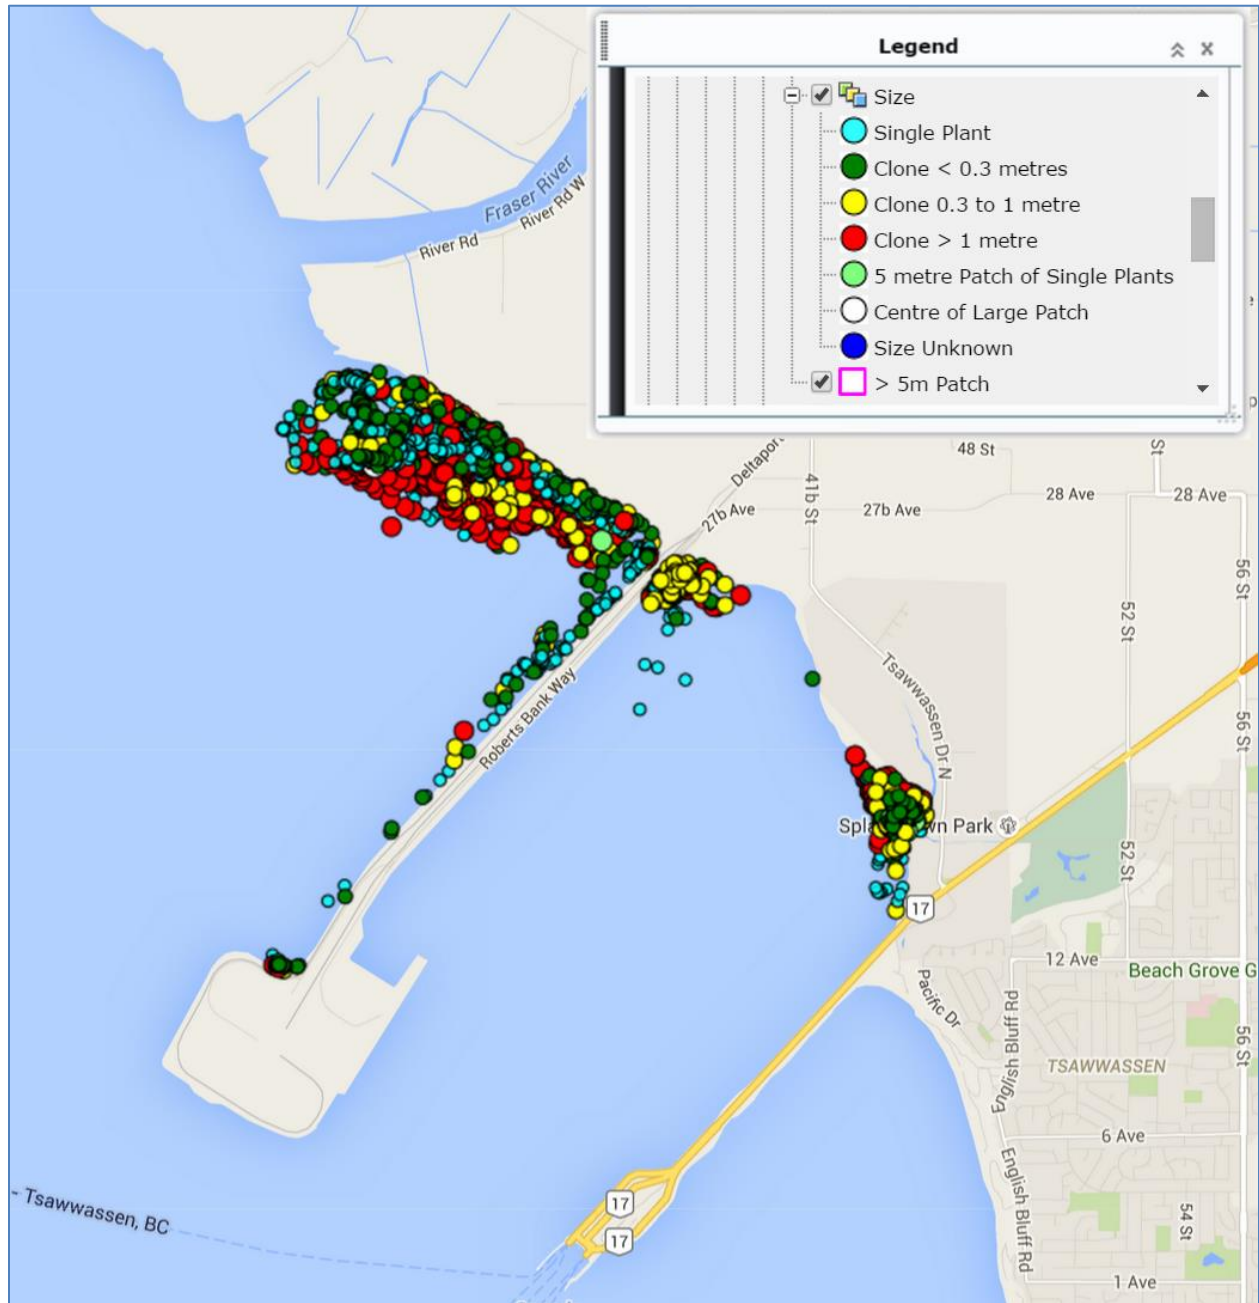 Legend
Size
Single Plant
Clone < 0.3 metres
Clone 0.3 to 1 metre
Clone > 1 metre
5 metre Patch of Single Plants
Centre of Large Patch
Size Unknown
> 5m Patch
Fraser River
River Rd W
River Rd
Deltaport
48 St
St
41b St
27b Ave
27b Ave
28 Ave
28 Ave
56 St
52 St
Tsawwassen Dr N
Roberts Bank Way
56 St
Spla wn Park
52 St
17
12 Ave
Beach Grove G
Pacific Dr
English Bluff Rd
56 St
TSAWWASSEN
6 Ave
English Bluff Rd
- Tsawwassen, BC
17
17
54 St
1 Ave